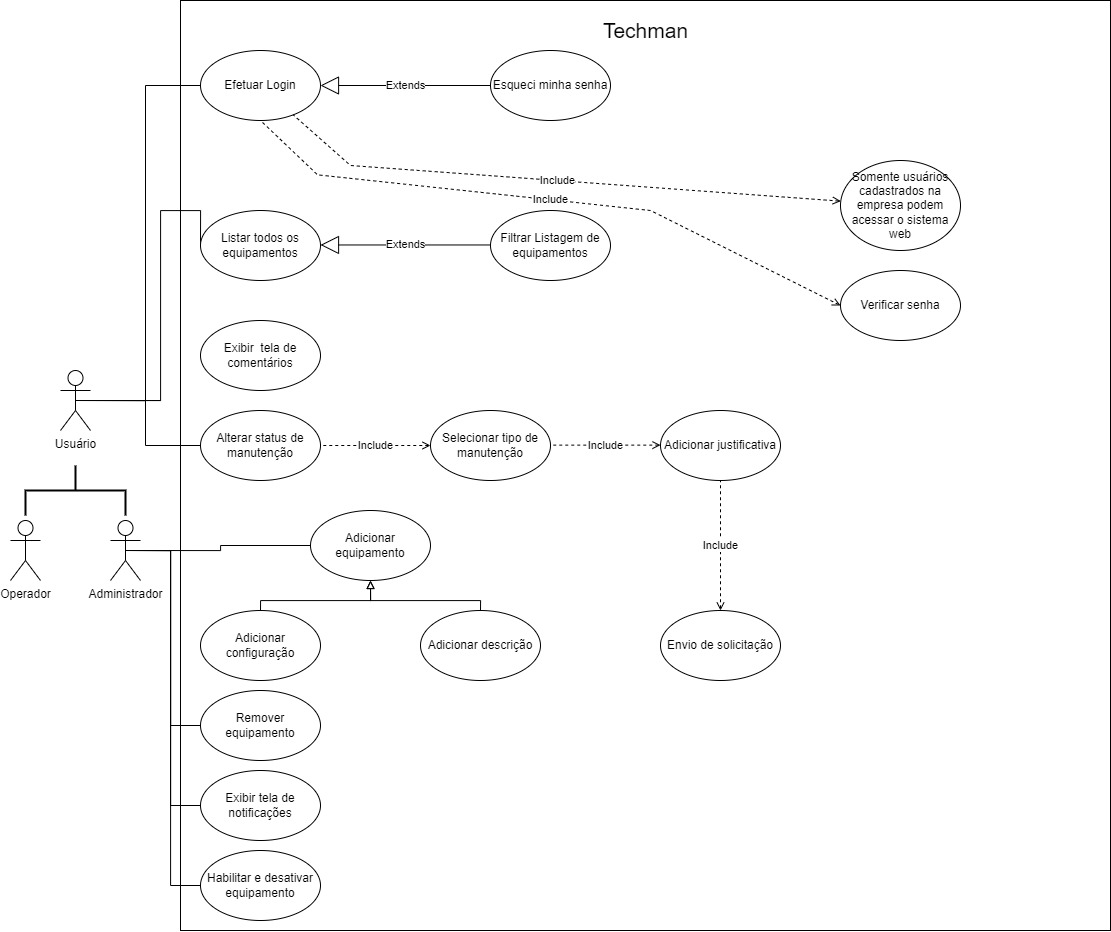 Techman
Efetuar Login
Extends
Esqueci minha senha
Include
Include
Somente usuários
cadastrados na
empresa podem
acessar o sistema
web
Listar todos os
equipamentos
Extends
Filtrar Listagem de
equipamentos
Verificar senha
Exibir tela de
comentários
Usuário
Alterar status de
manutenção
Include
Selecionar tipo de
manutenção
Include
Adicionar justificativa
Operador
Administrador
Adicionar
equipamento
Include
Adicionar
configuração
Adicionar descrição
Envio de solicitação
Remover
equipamento
Exibir tela de
notificações
Habilitar e desativar
equipamento